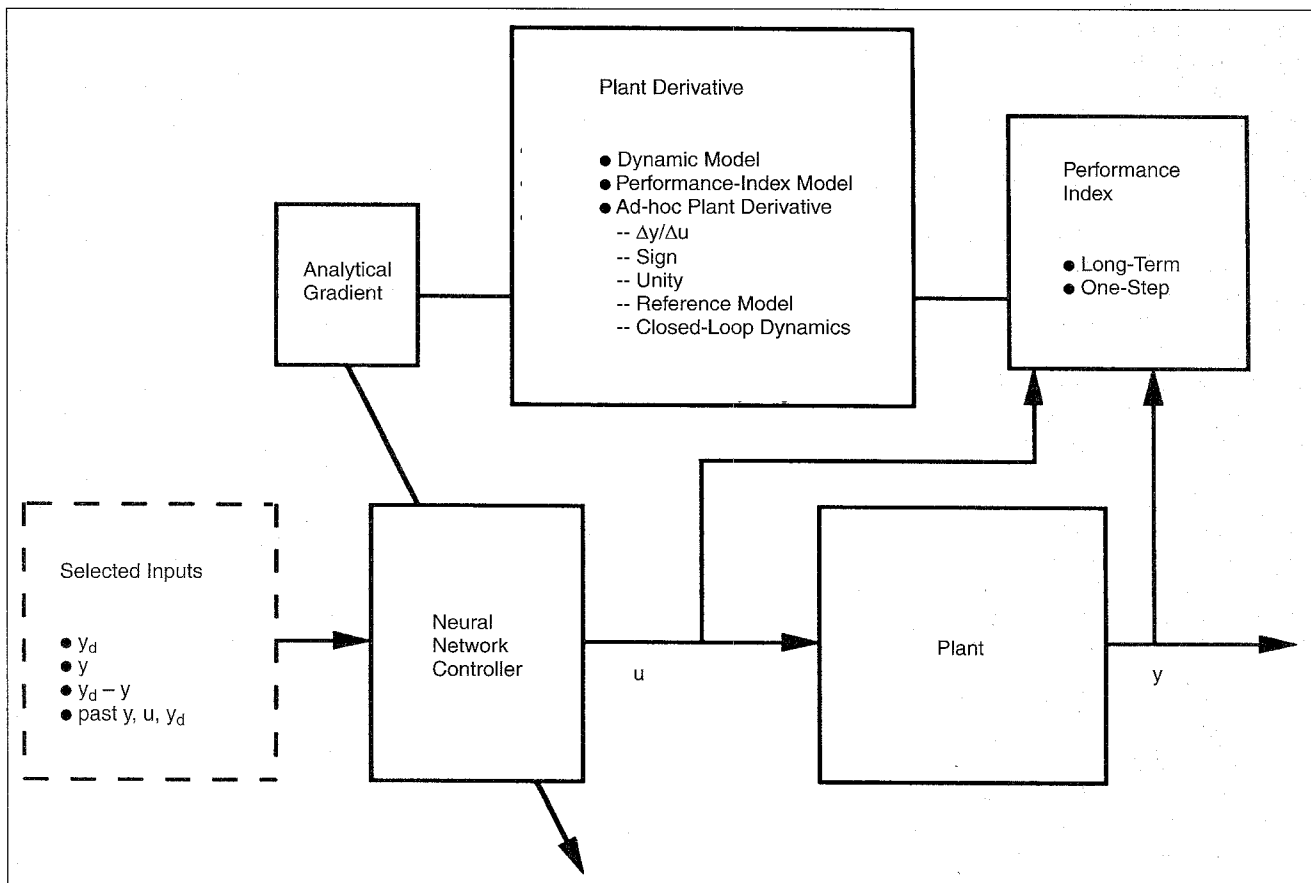 Plant Derivative
● Dynamic Model
● Performance-Index Model
● Ad-hoc Plant Derivative
-- Δy/Δu
-- Sign
-- Unity
-- Reference Model
-- Closed-Loop Dynamics
Performance
Index
● Long-Term
● One-Step
Analytical
Gradient
Selected Inputs
● y_d
● y
● y_d – y
● past y, u, y_d
Neural
Network
Controller
u
Plant
y